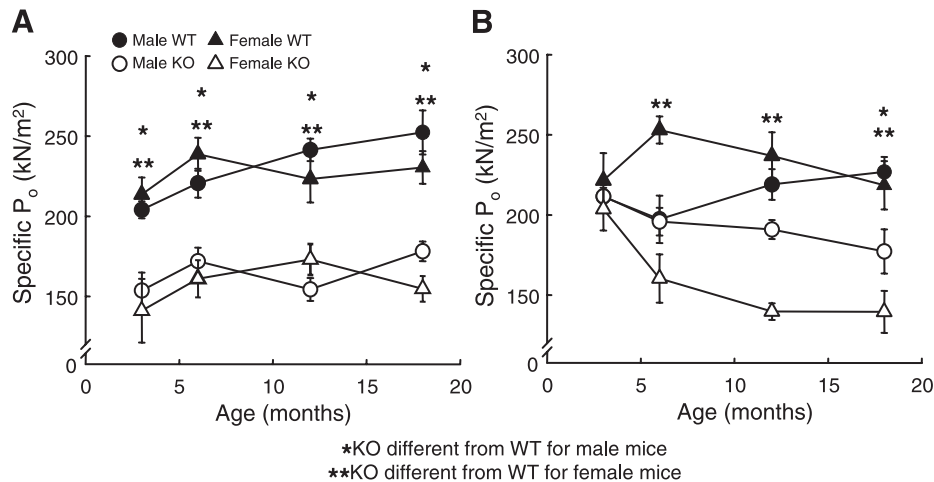 A
● Male WT ▲ Female WT
○ Male KO △ Female KO
300
250
200
150
0
Specific Po (kN/m²)
* * * *
** ** ** **
0 5 10 15 20
Age (months)
B
300
250
200
150
0
Specific Po (kN/m²)
** ** *
**
0 5 10 15 20
Age (months)
*KO different from WT for male mice
**KO different from WT for female mice